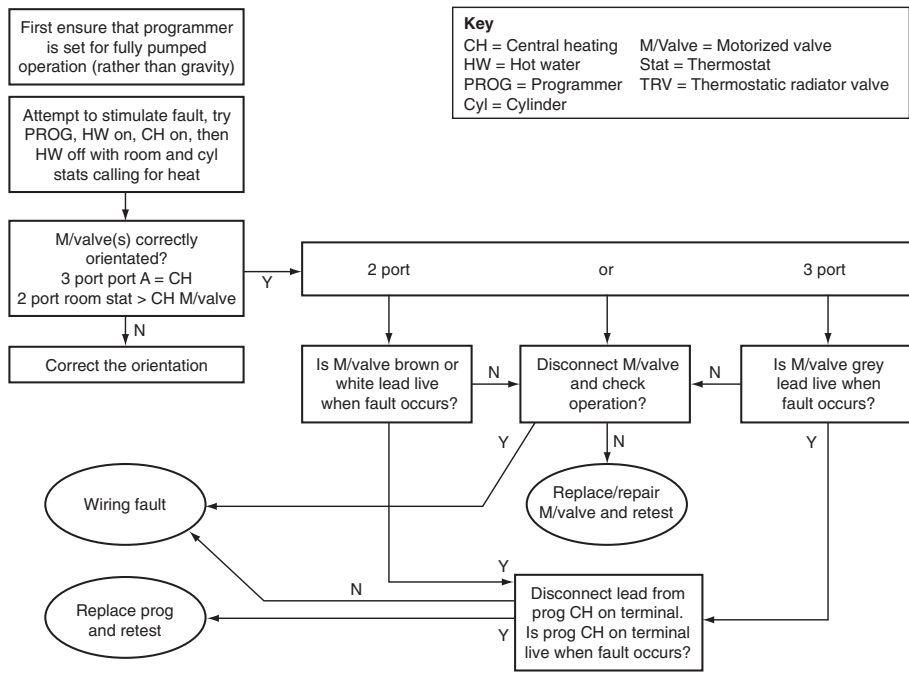 First ensure that programmer
is set for fully pumped
operation (rather than gravity)
Key
CH = Central heating M/Valve = Motorized valve
HW = Hot water Stat = Thermostat
PROG = Programmer TRV = Thermostatic radiator valve
Cyl = Cylinder
Attempt to stimulate fault, try
PROG, HW on, CH on, then
HW off with room and cyl
stats calling for heat
M/valve(s) correctly
orientated?
3 port port A = CH
2 port room stat > CH M/valve
Y
2 port or 3 port
N
Correct the orientation
Is M/valve brown or
white lead live
when fault occurs?
N
Disconnect M/valve
and check
operation?
N
Is M/valve grey
lead live when
fault occurs?
Y
N
Y
Wiring fault
Replace/repair
M/valve and retest
Y
N
Replace prog
and retest
Y
Disconnect lead from
prog CH on terminal.
Is prog CH on terminal
live when fault occurs?